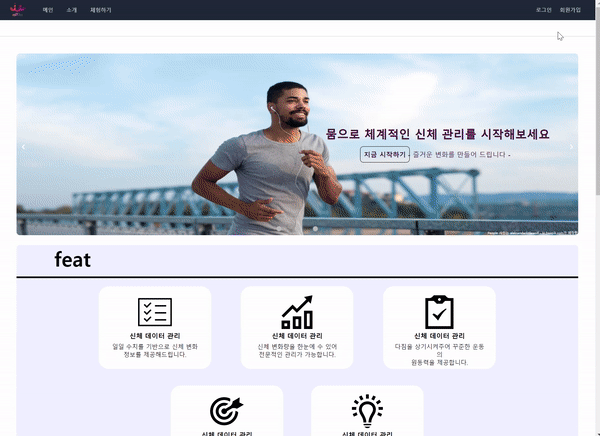 메인 소개 체험하기 로그인 회원가입
뭄으로 체계적인 신체 관리를 시작해보세요
지금 시작하기 - 즐거운 변화를 만들어 드립니다 -
feat
신체 데이터 관리
일일 수치를 기반으로 신체 변화
정보를 제공해드립니다.
신체 데이터 관리
신체 변화량을 한눈에 수 있어
전문적인 관리가 가능합니다.
신체 데이터 관리
다짐을 상기시켜주어 꾸준한 운동
의
원동력을 제공합니다.
신체 데이터 관리
신체 데이터 관리